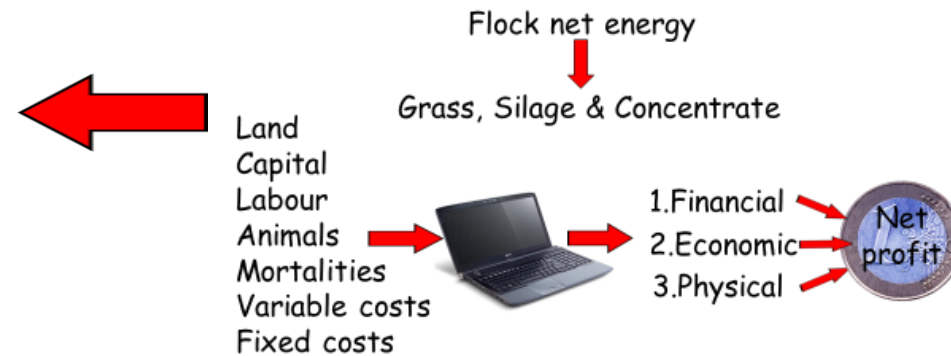 Flock net energy
Grass, Silage & Concentrate
Land
Capital
Labour
Animals
Mortalities
Variable costs
Fixed costs
1.Financial
2.Economic
3.Physical
Net
profit